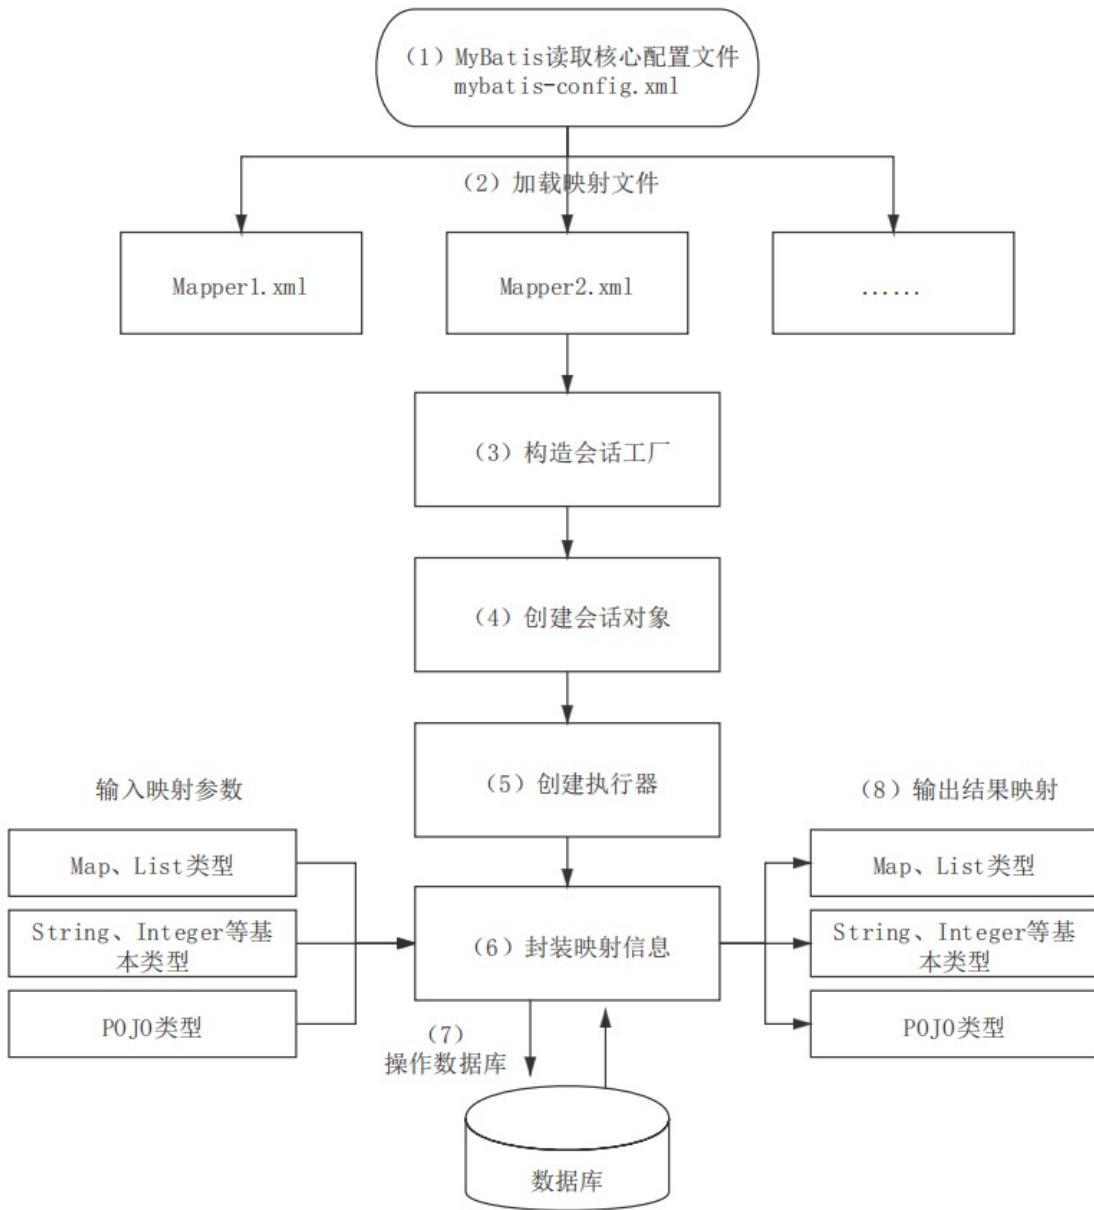 （1）MyBatis读取核心配置文件
mybatis-config.xml
（2）加载映射文件
Mapper1.xml
Mapper2.xml
......
（3）构造会话工厂
（4）创建会话对象
（5）创建执行器
输入映射参数
（8）输出结果映射
Map、List类型
Map、List类型
String、Integer等基
本类型
（6）封装映射信息
String、Integer等基
本类型
POJO类型
POJO类型
（7）
操作数据库
数据库